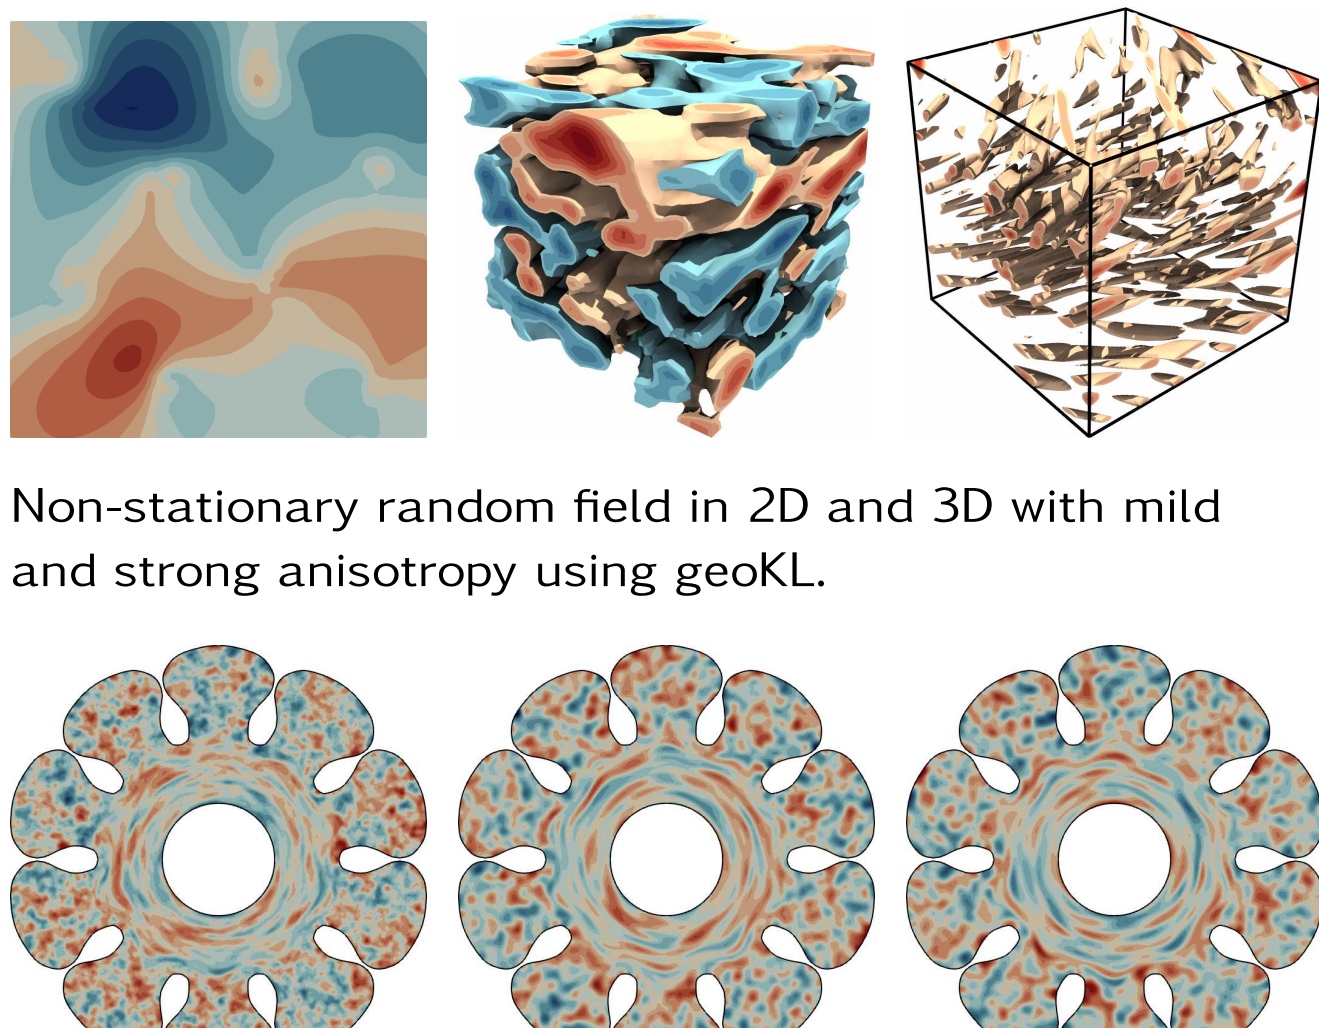 Non-stationary random field in 2D and 3D with mild
and strong anisotropy using geoKL.